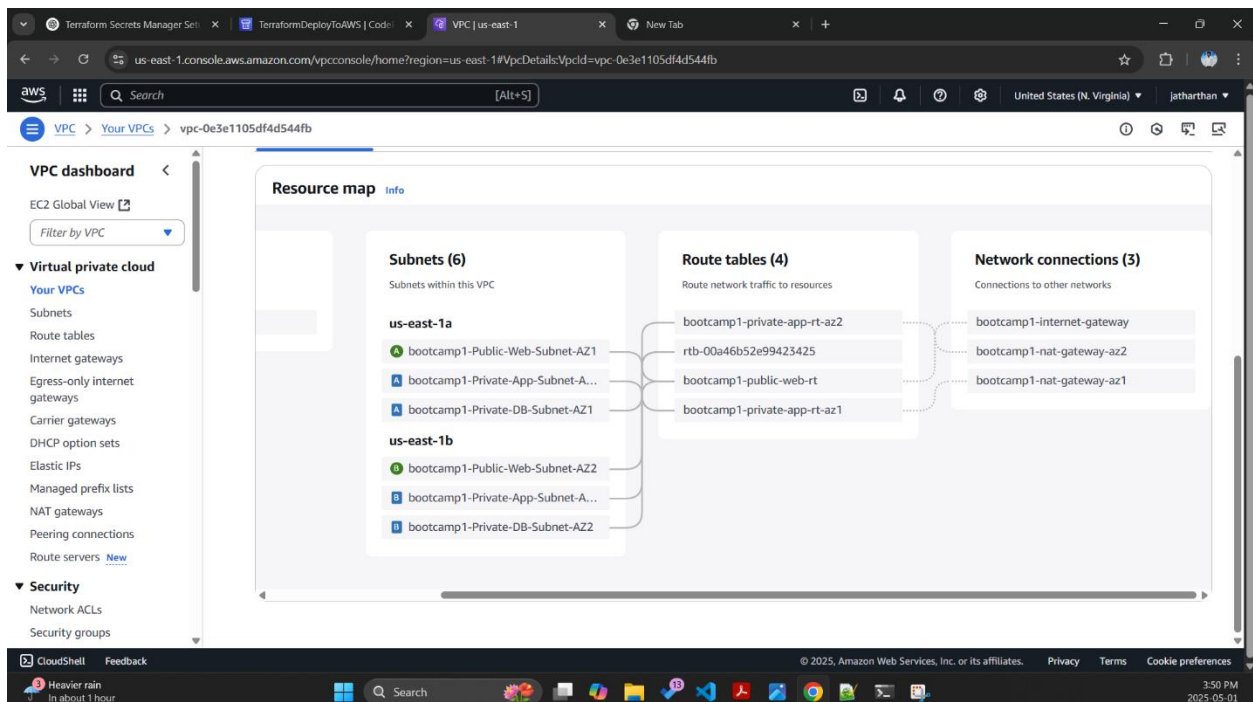 Terraform Secrets Manager Set
TerraformDeployToAWS | Code
VPC | us-east-1
New Tab
us-east-1.console.aws.amazon.com/vpcconsole/home?region=us-east-1#VpcDetails:VpcId=vpc-0e3e1105df4d544fb
aws
Search
[Alt+S]
United States (N. Virginia)
jatharthan
VPC > Your VPCs > vpc-0e3e1105df4d544fb
VPC dashboard
EC2 Global View
Filter by VPC
Virtual private cloud
Your VPCs
Subnets
Route tables
Internet gateways
Egress-only internet
gateways
Carrier gateways
DHCP option sets
Elastic IPs
Managed prefix lists
NAT gateways
Peering connections
Route servers New
Security
Network ACLs
Security groups
Resource map Info
Subnets (6)
Subnets within this VPC
us-east-1a
A bootcamp1-Public-Web-Subnet-AZ1
A bootcamp1-Private-App-Subnet-A...
A bootcamp1-Private-DB-Subnet-AZ1
us-east-1b
B bootcamp1-Public-Web-Subnet-AZ2
B bootcamp1-Private-App-Subnet-A...
B bootcamp1-Private-DB-Subnet-AZ2
Route tables (4)
Route network traffic to resources
bootcamp1-private-app-rt-az2
rtb-00a46b52e99423425
bootcamp1-public-web-rt
bootcamp1-private-app-rt-az1
Network connections (3)
Connections to other networks
bootcamp1-internet-gateway
bootcamp1-nat-gateway-az2
bootcamp1-nat-gateway-az1
CloudShell
Feedback
© 2025, Amazon Web Services, Inc. or its affiliates.
Privacy
Terms
Cookie preferences
3
Heavier rain
In about 1 hour
Search
13
3:50 PM
2025-05-01